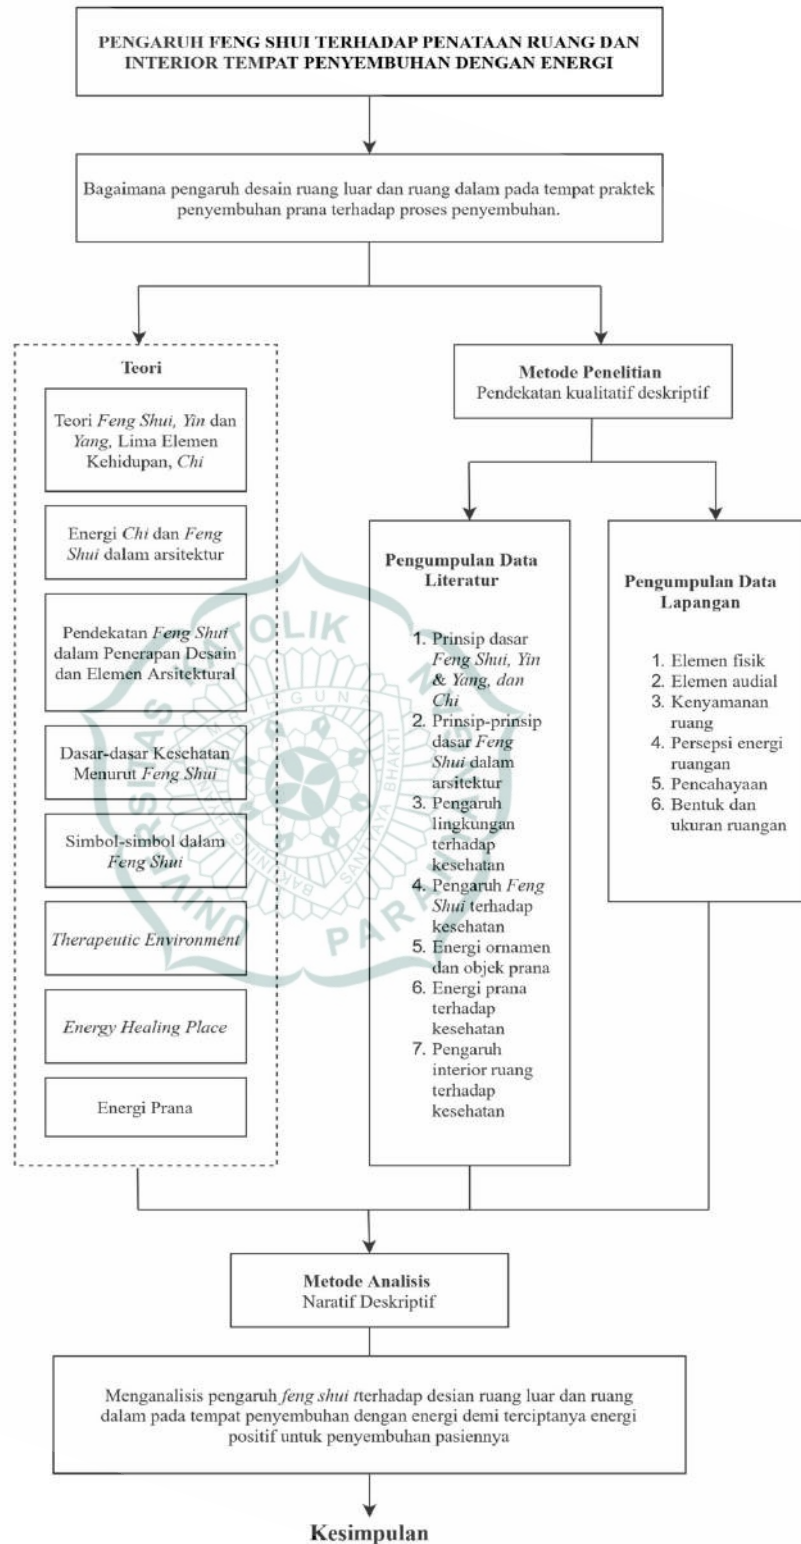 PENGARUH FENG SHUI TERHADAP PENATAAN RUANG DAN
INTERIOR TEMPAT PENYEMBUHAN DENGAN ENERGI
Bagaimana pengaruh desain ruang luar dan ruang dalam pada tempat praktek
penyembuhan prana terhadap proses penyembuhan.
Teori
Teori Feng Shui, Yin dan
Yang, Lima Elemen
Kehidupan, Chi
Energi Chi dan Feng
Shui dalam arsitektur
Pendekatan Feng Shui
dalam Penerapan Desain
dan Elemen Arsitektural
Dasar-dasar Kesehatan
Menurut Feng Shui
Simbol-simbol dalam
Feng Shui
Therapeutic Environment
Energy Healing Place
Energi Prana
Metode Penelitian
Pendekatan kualitatif deskriptif
Pengumpulan Data
Literatur
1. Prinsip dasar
Feng Shui, Yin
& Yang, dan
Chi
2. Prinsip-prinsip
dasar Feng
Shui dalam
arsitektur
3. Pengaruh
lingkungan
terhadap
kesehatan
4. Pengaruh Feng
Shui terhadap
kesehatan
5. Energi ornamen
dan objek prana
6. Energi prana
terhadap
kesehatan
7. Pengaruh
interior ruang
terhadap
kesehatan
Pengumpulan Data
Lapangan
1. Elemen fisik
2. Elemen audial
3. Kenyamanan
ruang
4. Persepsi energi
ruangan
5. Pencahayaan
6. Bentuk dan
ukuran ruangan
Metode Analisis
Naratif Deskriptif
Menganalisis pengaruh feng shui tterhadap desian ruang luar dan ruang
dalam pada tempat penyembuhan dengan energi demi terciptanya energi
positif untuk penyembuhan pasiennya
Kesimpulan
UNIVERSITAS KATOLIK
PARAHYANGAN
BAKUNING HYANG MRIH GUNA SANTYAYA BHAKTI